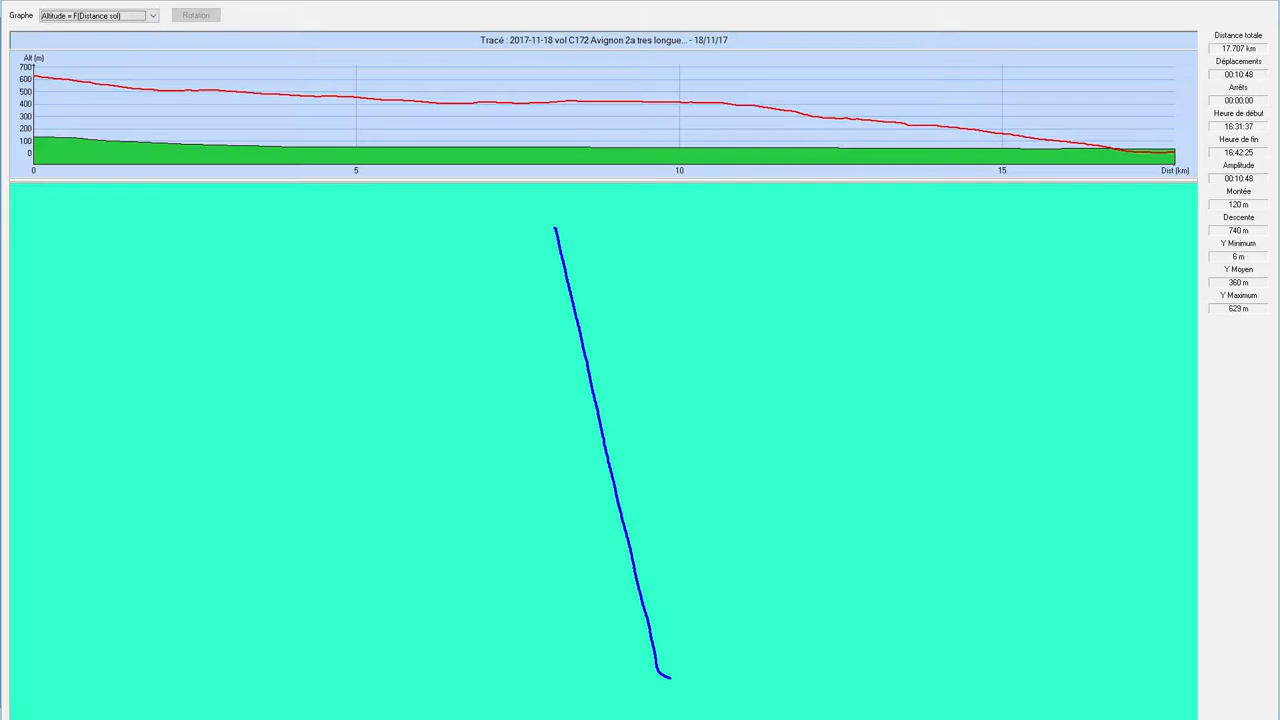 Graphe
Altitude = F(Distance sol)
Rotation
Tracé : 2017-11-18 vol C172 Avignon 2a tres longue... - 18/11/17
Alt (m)
700
600
500
400
300
200
100
0
0
5
10
15
Dist (km)
Distance totale
17.707 km
Déplacements
00:10:48
Arrêts
00:00:00
Heure de début
16:31:37
Heure de fin
16:42:25
Amplitude
00:10:48
Montée
120 m
Descente
740 m
Y Minimum
6 m
Y Moyen
360 m
Y Maximum
629 m